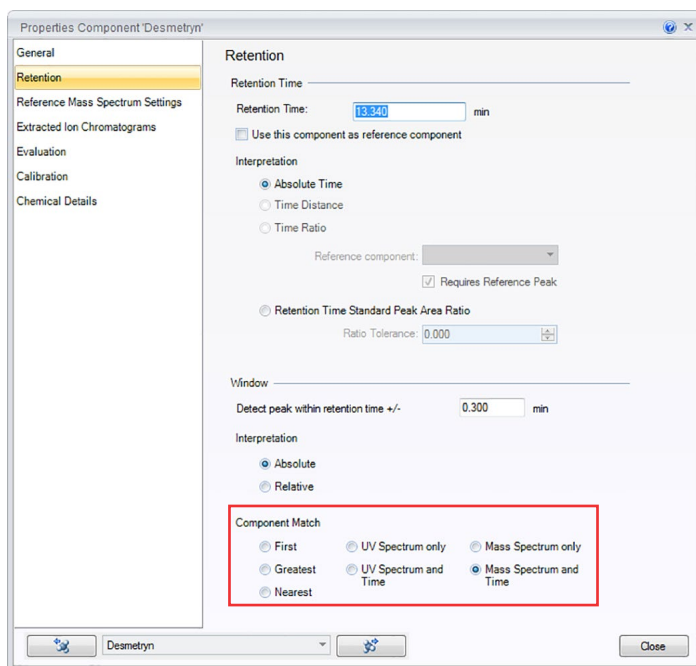 Properties Component 'Desmetryn'
General
Retention
Reference Mass Spectrum Settings
Extracted Ion Chromatograms
Evaluation
Calibration
Chemical Details
Retention
Retention Time
Retention Time: 13.340 min
Use this component as reference component
Interpretation
Absolute Time
Time Distance
Time Ratio
Reference component:
Requires Reference Peak
Retention Time Standard Peak Area Ratio
Ratio Tolerance: 0.000
Window
Detect peak within retention time +/- 0.300 min
Interpretation
Absolute
Relative
Component Match
First UV Spectrum only Mass Spectrum only
Greatest UV Spectrum and Mass Spectrum and
Time Time
Nearest
Desmetryn Close